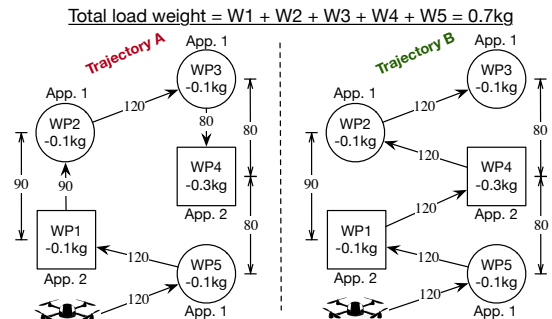 Total load weight = W1 + W2 + W3 + W4 + W5 = 0.7kg
Trajectory A
App. 1
WP3
-0.1kg
App. 1
WP2
-0.1kg
120
80
80
WP4
-0.3kg
App. 2
90
90
WP1
-0.1kg
App. 2
120
80
WP5
-0.1kg
App. 1
120
Trajectory B
App. 1
WP3
-0.1kg
App. 1
WP2
-0.1kg
120
80
120
WP4
-0.3kg
App. 2
90
120
WP1
-0.1kg
App. 2
120
80
WP5
-0.1kg
App. 1
120